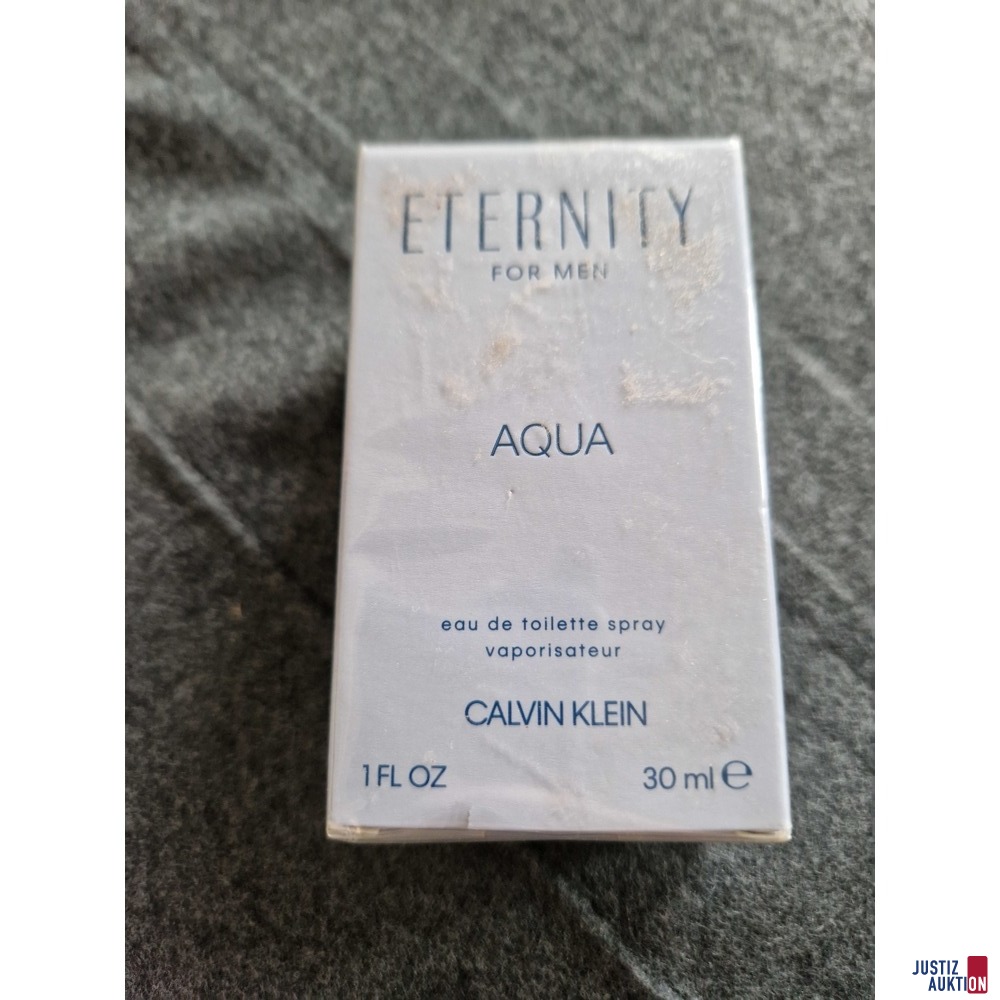 ETERNITY
FOR MEN
AQUA
eau de toilette spray
vaporisateur
CALVIN KLEIN
1 FL OZ 30 ml ℮
JUSTIZ
AUKTION